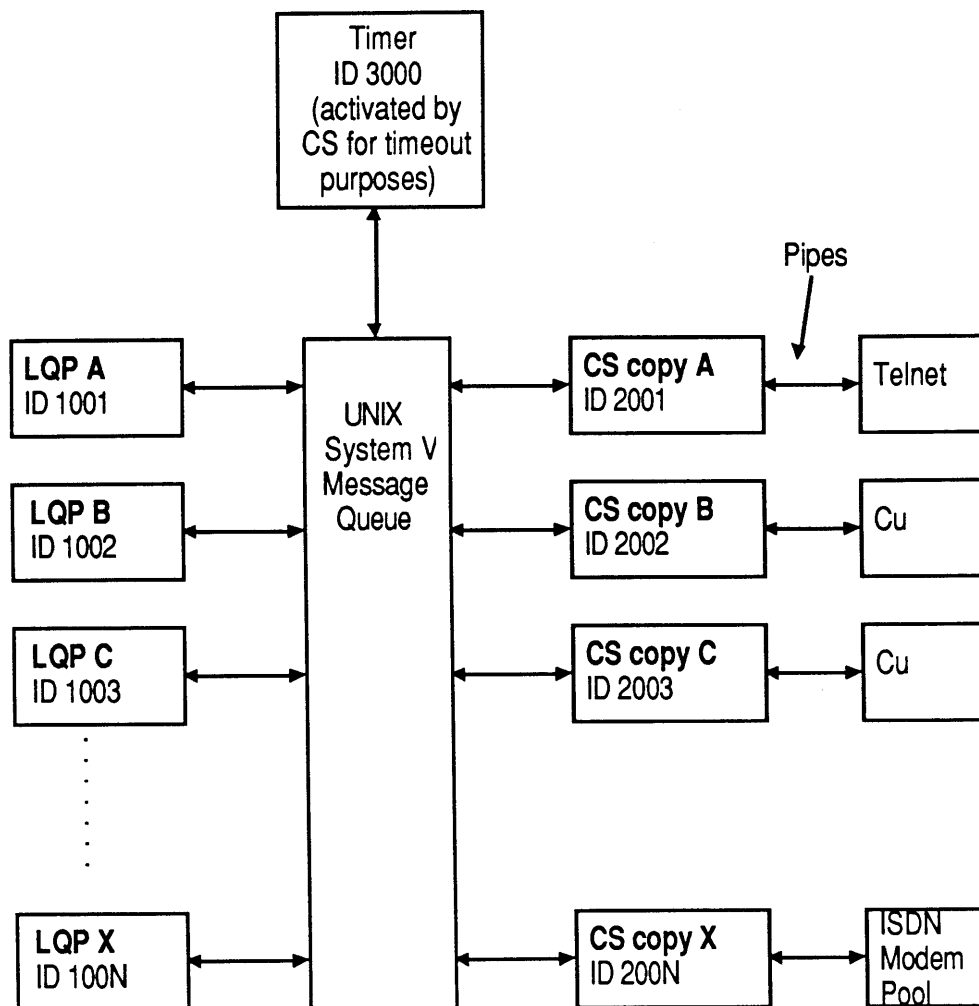 Timer
ID 3000
(activated by
CS for timeout
purposes)
Pipes
LQP A
ID 1001
UNIX
System V
Message
Queue
CS copy A
ID 2001
Telnet
LQP B
ID 1002
CS copy B
ID 2002
Cu
LQP C
ID 1003
CS copy C
ID 2003
Cu
LQP X
ID 100N
CS copy X
ID 200N
ISDN
Modem
Pool